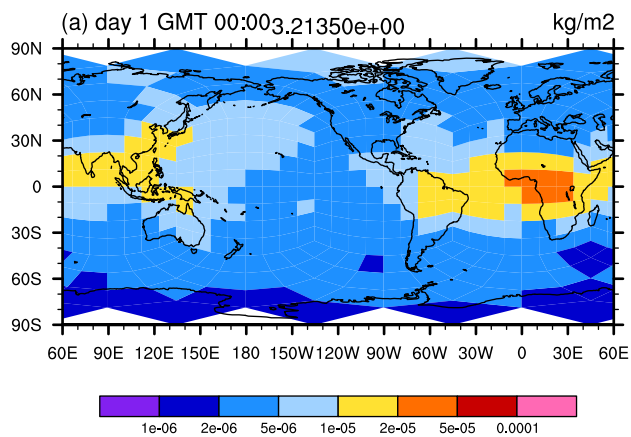 (a) day 1 GMT 00:00 3.21350e+00 kg/m2
90N
60N
30N
0
30S
60S
90S
60E 90E 120E 150E 180 150W 120W 90W 60W 30W 0 30E 60E
1e-06 2e-06 5e-06 1e-05 2e-05 5e-05 0.0001